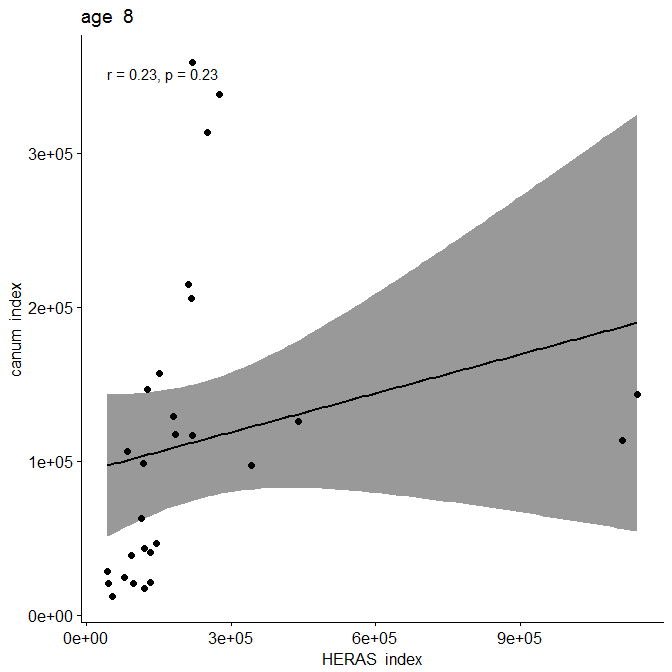 age 8
r = 0.23, p = 0.23
3e+05
2e+05
1e+05
0e+00
canum index
0e+00 3e+05 6e+05 9e+05
HERAS index